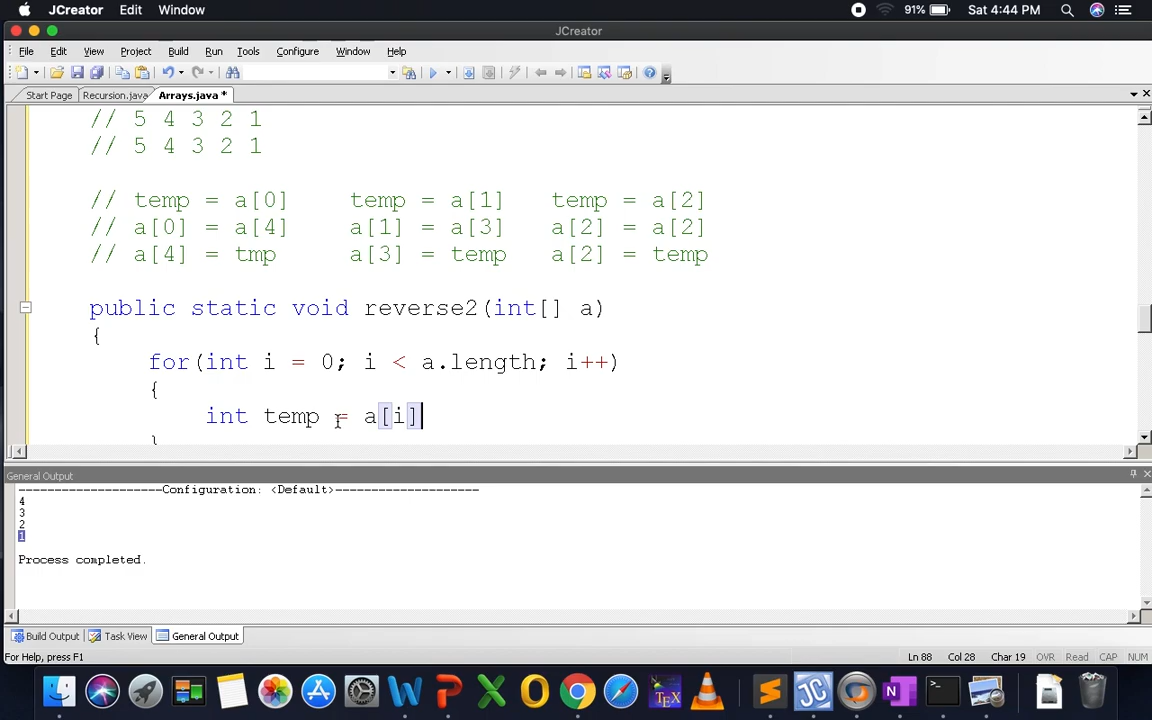 JCreator Edit Window 91% Sat 4:44 PM
JCreator
File Edit View Project Build Run Tools Configure Window Help
Start Page Recursion.java Arrays.java *
// 5 4 3 2 1
// 5 4 3 2 1
// temp = a[0] temp = a[1] temp = a[2]
// a[0] = a[4] a[1] = a[3] a[2] = a[2]
// a[4] = tmp a[3] = temp a[2] = temp
public static void reverse2(int[] a)
{
for(int i = 0; i < a.length; i++)
{
int temp = a[i]
}
General Output
--------------------Configuration: <Default>--------------------
4
3
2
1
Process completed.
Build Output Task View General Output
For Help, press F1 Ln 88 Col 28 Char 19 OVR Read CAP NUM